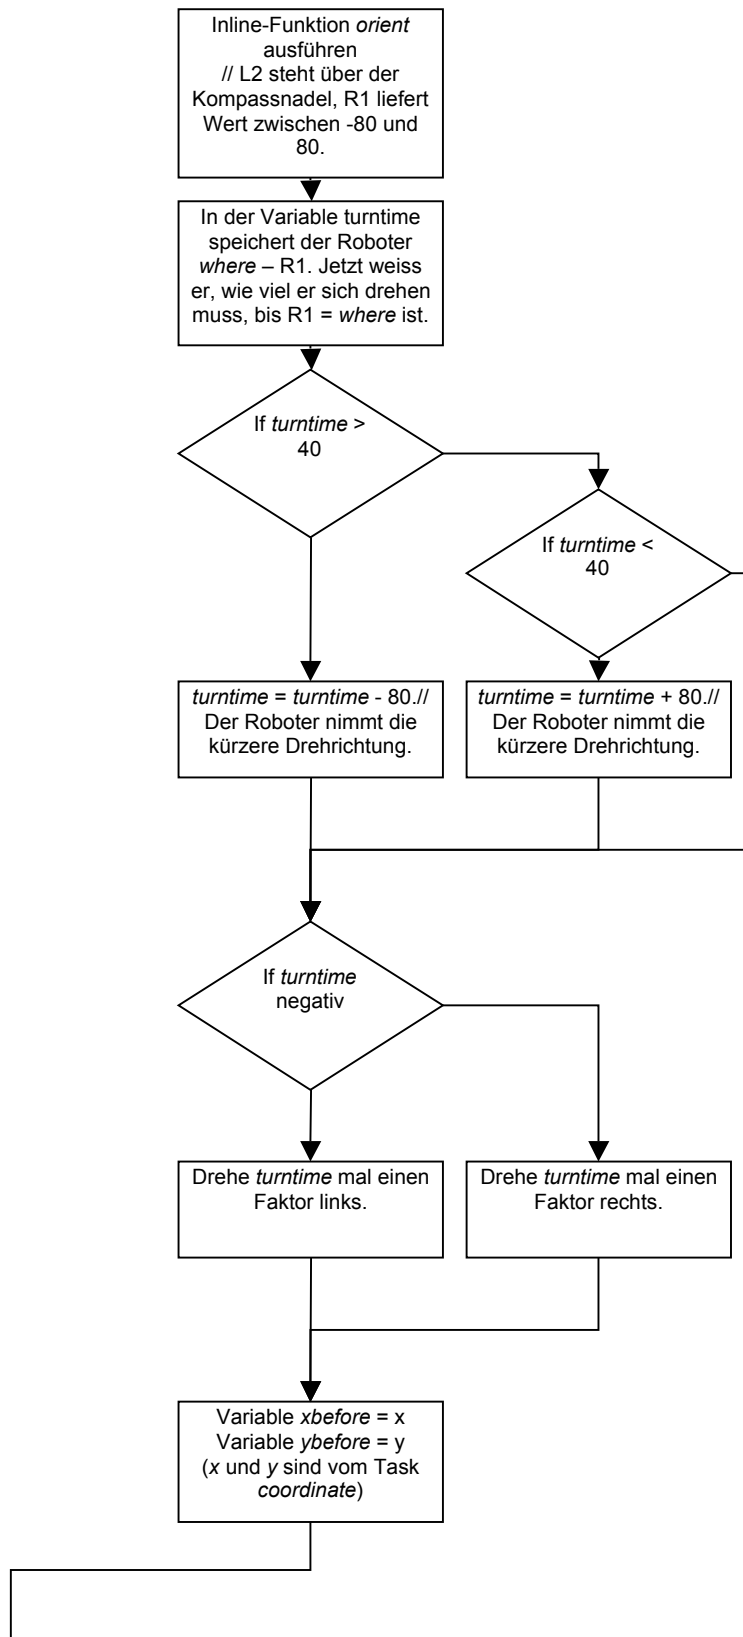 Inline-Funktion orient
ausführen
// L2 steht über der
Kompassnadel, R1 liefert
Wert zwischen -80 und
80.
In der Variable turntime
speichert der Roboter
where – R1. Jetzt weiss
er, wie viel er sich drehen
muss, bis R1 = where ist.
If turntime >
40
If turntime <
40
turntime = turntime - 80.//
Der Roboter nimmt die
kürzere Drehrichtung.
turntime = turntime + 80.//
Der Roboter nimmt die
kürzere Drehrichtung.
If turntime
negativ
Drehe turntime mal einen
Faktor links.
Drehe turntime mal einen
Faktor rechts.
Variable xbefore = x
Variable ybefore = y
(x und y sind vom Task
coordinate)